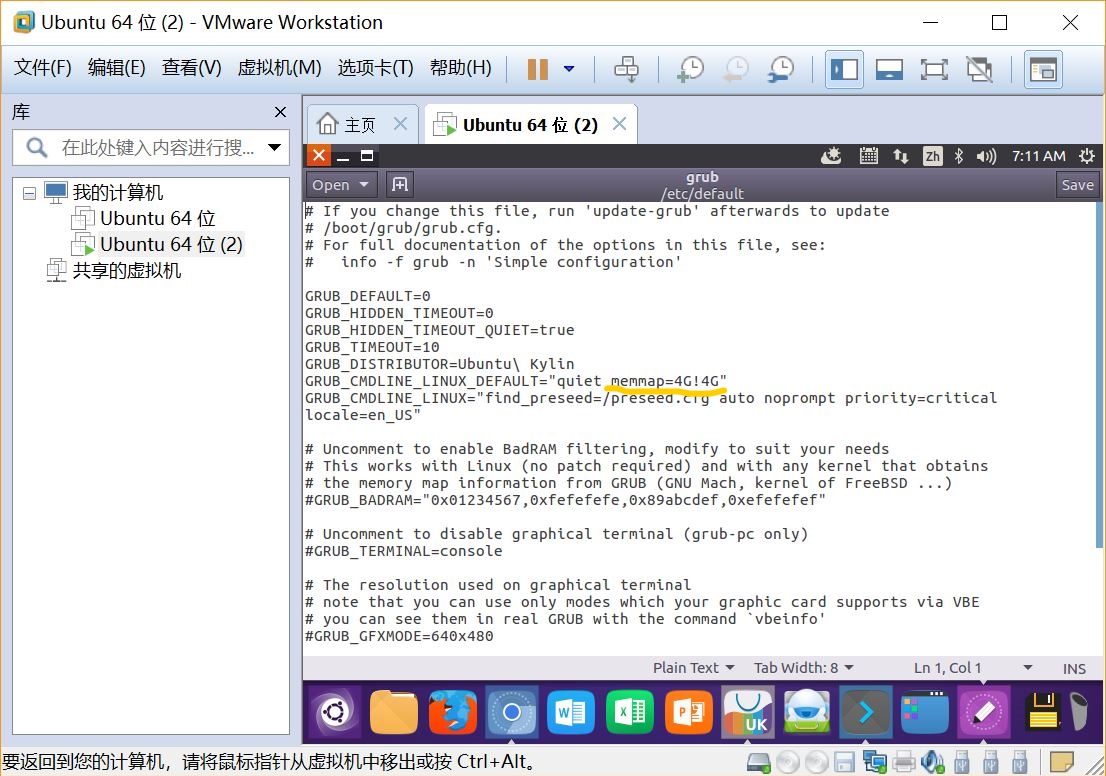 Ubuntu 64 位 (2) - VMware Workstation
文件(F) 编辑(E) 查看(V) 虚拟机(M) 选项卡(T) 帮助(H)
库
在此处键入内容进行搜...
我的计算机
Ubuntu 64 位
Ubuntu 64 位 (2)
共享的虚拟机
主页
Ubuntu 64 位 (2)
Zh 7:11 AM
Open
grub
/etc/default
Save
# If you change this file, run 'update-grub' afterwards to update
# /boot/grub/grub.cfg.
# For full documentation of the options in this file, see:
#   info -f grub -n 'Simple configuration'
GRUB_DEFAULT=0
GRUB_HIDDEN_TIMEOUT=0
GRUB_HIDDEN_TIMEOUT_QUIET=true
GRUB_TIMEOUT=10
GRUB_DISTRIBUTOR=Ubuntu\ Kylin
GRUB_CMDLINE_LINUX_DEFAULT="quiet memmap=4G!4G"
GRUB_CMDLINE_LINUX="find_preseed=/preseed.cfg auto noprompt priority=critical
locale=en_US"
# Uncomment to enable BadRAM filtering, modify to suit your needs
# This works with Linux (no patch required) and with any kernel that obtains
# the memory map information from GRUB (GNU Mach, kernel of FreeBSD ...)
#GRUB_BADRAM="0x01234567,0xfefefefe,0x89abcdef,0xefefefef"
# Uncomment to disable graphical terminal (grub-pc only)
#GRUB_TERMINAL=console
# The resolution used on graphical terminal
# note that you can use only modes which your graphic card supports via VBE
# you can see them in real GRUB with the command `vbeinfo'
#GRUB_GFXMODE=640x480
Plain Text Tab Width: 8 Ln 1, Col 1 INS
W X P UK
要返回到您的计算机，请将鼠标指针从虚拟机中移出或按 Ctrl+Alt。